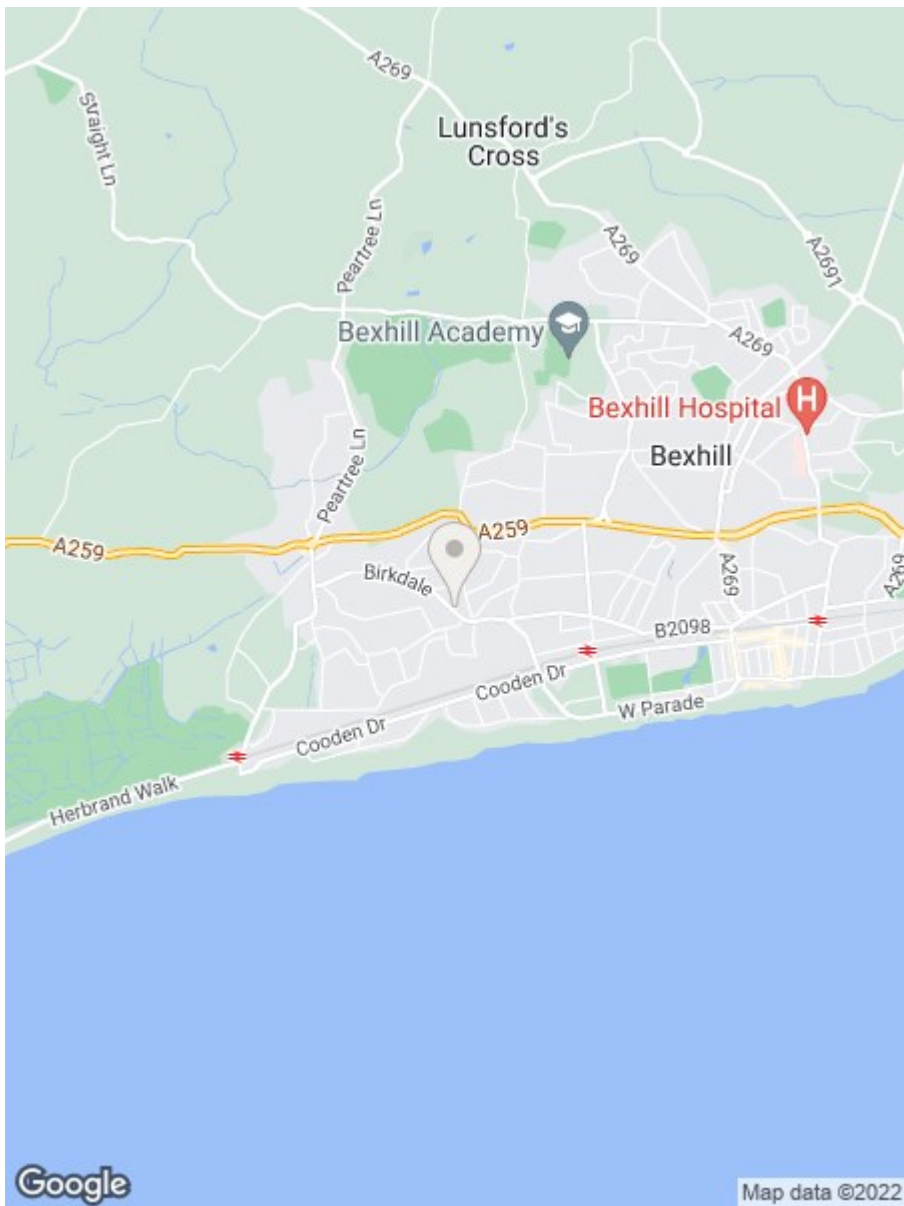 A269
Lunsford's
Cross
Straight Ln
Peartree Ln
A269
A2691
Bexhill Academy
A269
Bexhill Hospital
H
Bexhill
Peartree Ln
A259
A259
Birkdale
A269
A269
B2098
Cooden Dr
W Parade
Cooden Dr
Herbrand Walk
Google
Map data ©2022